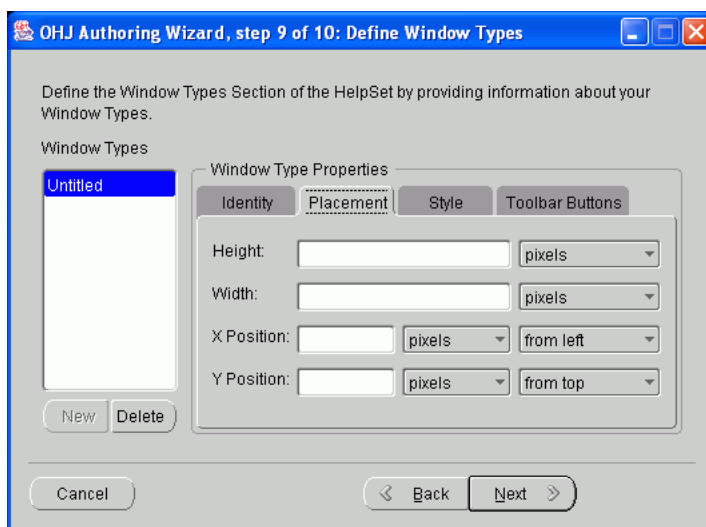 OHJ Authoring Wizard, step 9 of 10: Define Window Types
Define the Window Types Section of the HelpSet by providing information about your
Window Types.
Window Types
Untitled
New
Delete
Window Type Properties
Identity
Placement
Style
Toolbar Buttons
Height:
pixels
Width:
pixels
X Position:
pixels
from left
Y Position:
pixels
from top
Cancel
Back
Next